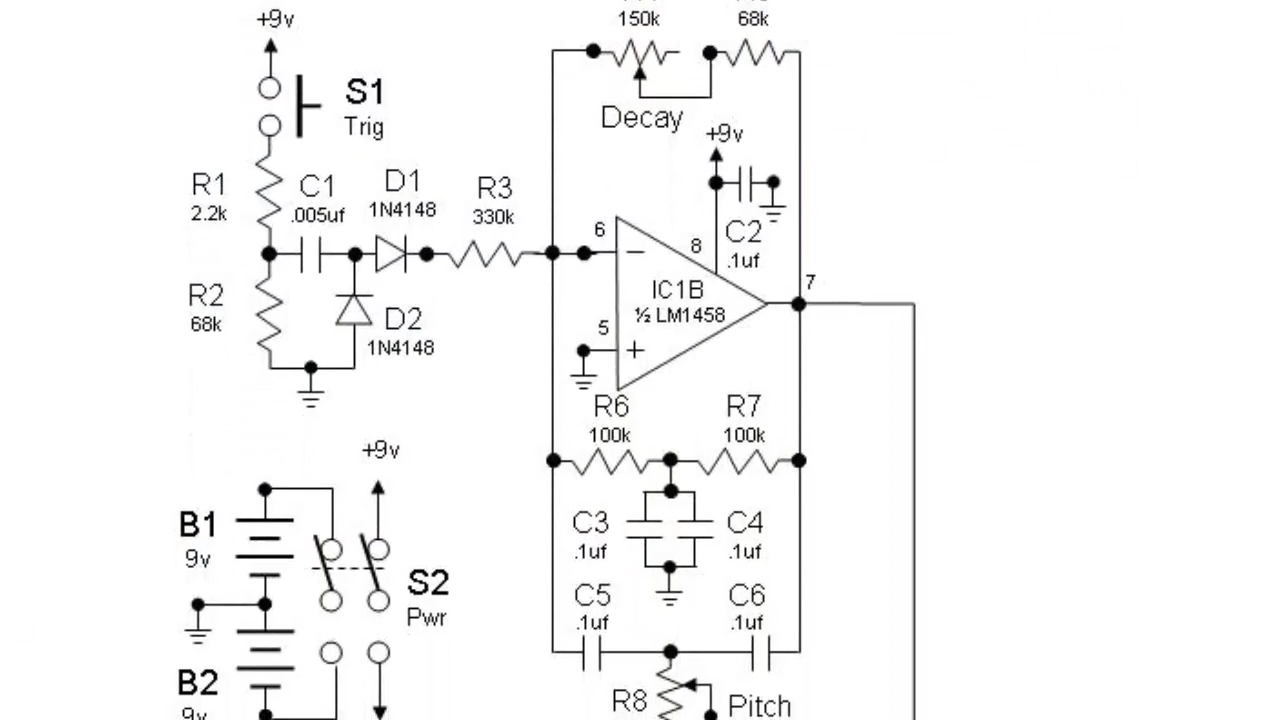 150k
68k
Decay
+9v
S1
Trig
R1
2.2k
C1
.005uf
D1
1N4148
R3
330k
R2
68k
D2
1N4148
+9v
C2
.1uf
6
8
5
7
−
+
IC1B
½ LM1458
R6
100k
R7
100k
C3
.1uf
C4
.1uf
C5
.1uf
C6
.1uf
R8
Pitch
+9v
B1
9v
S2
Pwr
B2
9v